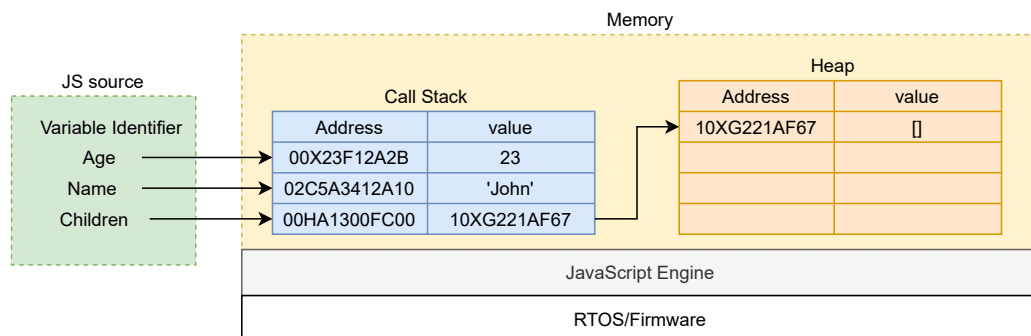 Memory
JS source
Heap
Call Stack
Address value
10XG221AF67 []
Variable Identifier
Address value
Age
00X23F12A2B 23
Name
02C5A3412A10 'John'
Children
00HA1300FC00 10XG221AF67
JavaScript Engine
RTOS/Firmware